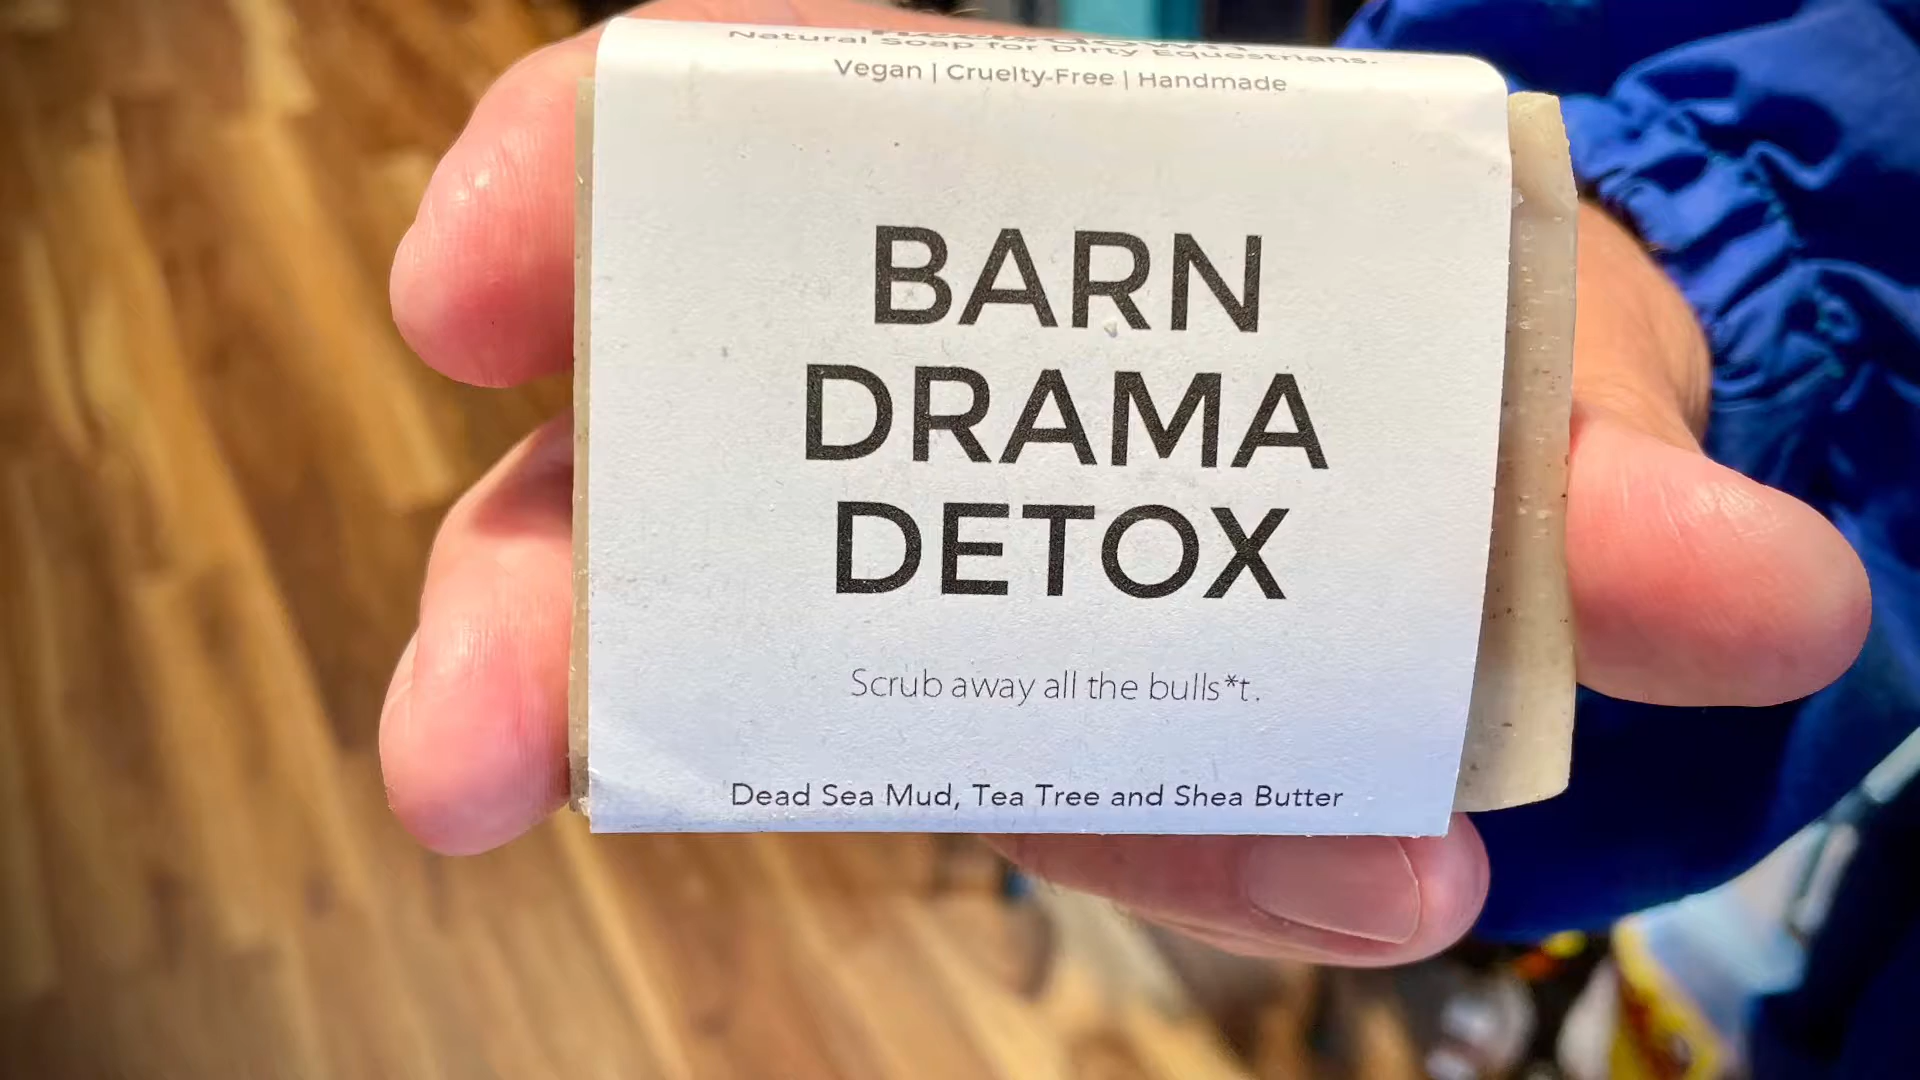 Natural Soap for Dirty Equestrians.
Vegan | Cruelty-Free | Handmade
BARN
DRAMA
DETOX
Scrub away all the bulls*t.
Dead Sea Mud, Tea Tree and Shea Butter